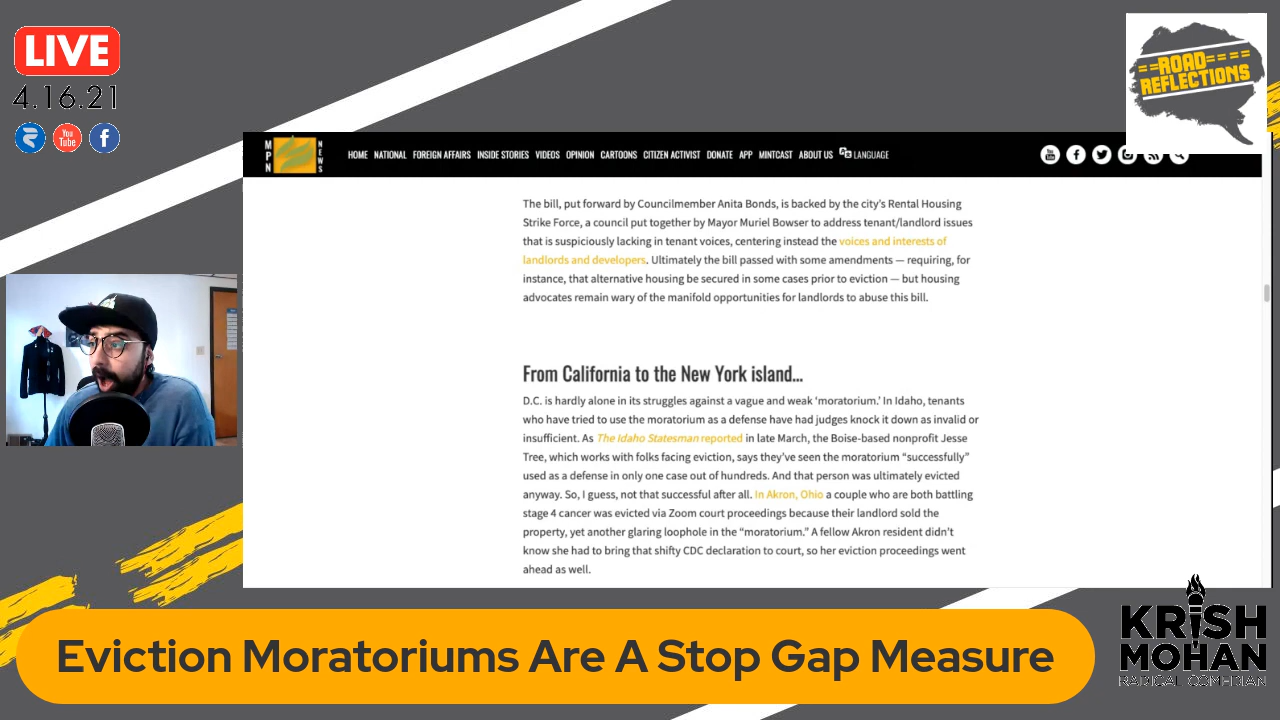 LIVE
4.16.21
You
Tube
==ROAD====
REFLECTIONS
MPN
NEWS
HOME NATIONAL FOREIGN AFFAIRS INSIDE STORIES VIDEOS OPINION CARTOONS CITIZEN ACTIVIST DONATE APP MINTCAST ABOUT US LANGUAGE
The bill, put forward by Councilmember Anita Bonds, is backed by the city's Rental Housing
Strike Force, a council put together by Mayor Muriel Bowser to address tenant/landlord issues
that is suspiciously lacking in tenant voices, centering instead the voices and interests of
landlords and developers. Ultimately the bill passed with some amendments — requiring, for
instance, that alternative housing be secured in some cases prior to eviction — but housing
advocates remain wary of the manifold opportunities for landlords to abuse this bill.
From California to the New York island...
D.C. is hardly alone in its struggles against a vague and weak ‘moratorium.’ In Idaho, tenants
who have tried to use the moratorium as a defense have had judges knock it down as invalid or
insufficient. As The Idaho Statesman reported in late March, the Boise-based nonprofit Jesse
Tree, which works with folks facing eviction, says they've seen the moratorium “successfully”
used as a defense in only one case out of hundreds. And that person was ultimately evicted
anyway. So, I guess, not that successful after all. In Akron, Ohio a couple who are both battling
stage 4 cancer was evicted via Zoom court proceedings because their landlord sold the
property, yet another glaring loophole in the “moratorium.” A fellow Akron resident didn't
know she had to bring that shifty CDC declaration to court, so her eviction proceedings went
ahead as well.
Eviction Moratoriums Are A Stop Gap Measure
KRISH
MOHAN
RADICAL COMEDIAN